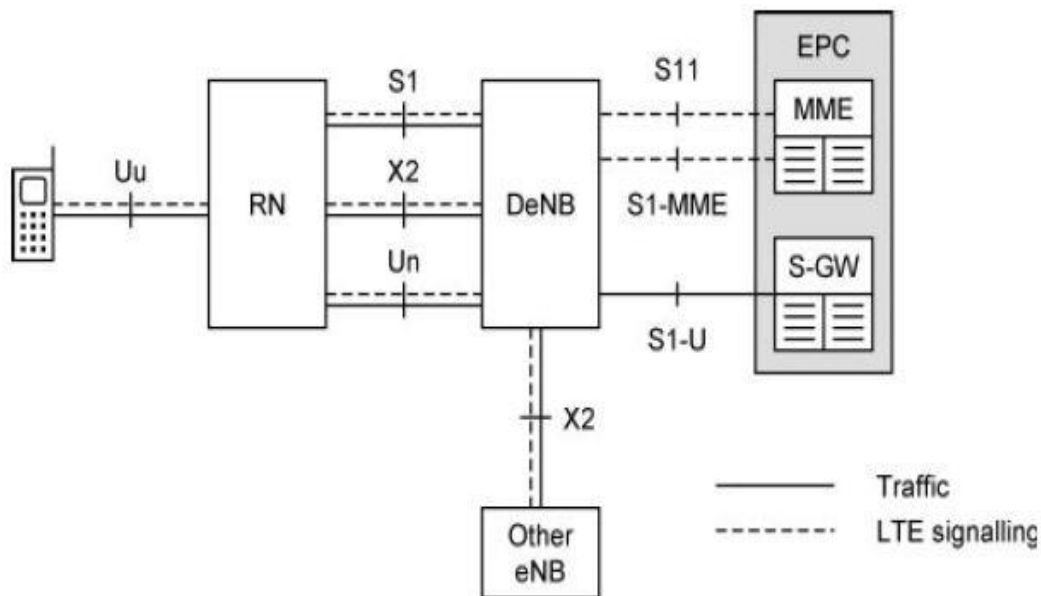 EPC
S11
S1
MME
Uu
X2
RN
DeNB
S1-MME
Un
S-GW
S1-U
X2
Traffic
LTE signalling
Other
eNB